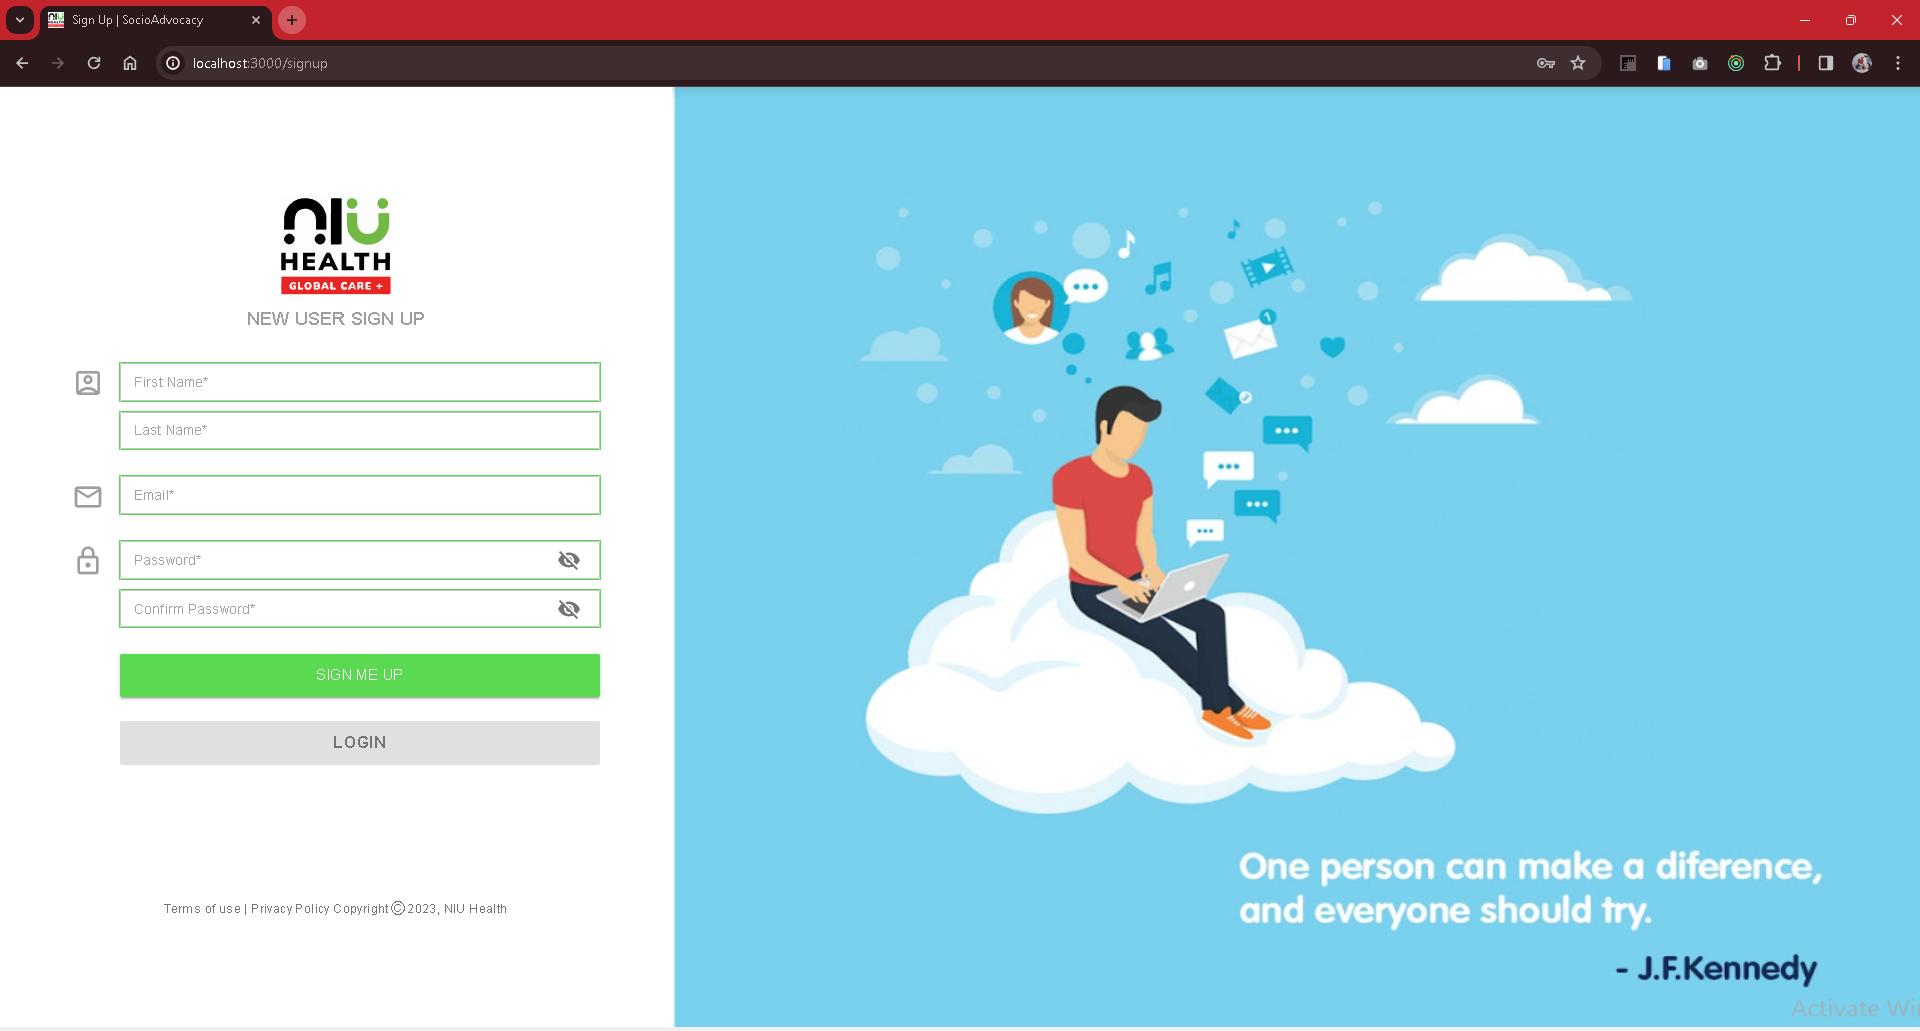 Sign Up | SocioAdvocacy
localhost:3000/signup
NIU
HEALTH
GLOBAL CARE +
NEW USER SIGN UP
First Name*
Last Name*
Email*
Password*
Confirm Password*
SIGN ME UP
LOGIN
Terms of use | Privacy Policy Copyright © 2023, NIU Health
1
One person can make a diference,
and everyone should try.
- J.F.Kennedy
Activate Wi